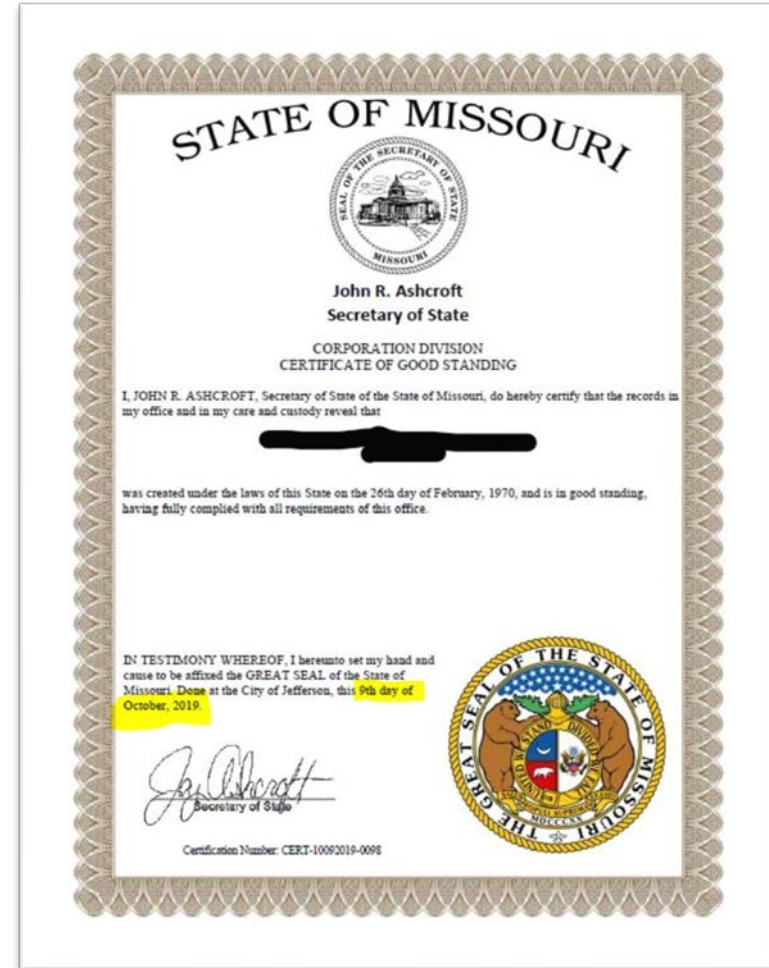 STATE OF MISSOURI
SEAL OF THE SECRETARY OF STATE
MISSOURI
John R. Ashcroft
Secretary of State
CORPORATION DIVISION
CERTIFICATE OF GOOD STANDING
I, JOHN R. ASHCROFT, Secretary of State of the State of Missouri, do hereby certify that the records in
my office and in my care and custody reveal that
was created under the laws of this State on the 26th day of February, 1970, and is in good standing,
having fully complied with all requirements of this office.
IN TESTIMONY WHEREOF, I hereunto set my hand and
cause to be affixed the GREAT SEAL of the State of
Missouri. Done at the City of Jefferson, this 9th day of
October, 2019.
Secretary of State
Certification Number: CERT-10092019-0098
THE GREAT SEAL OF THE STATE OF MISSOURI
UNITED WE STAND DIVIDED WE FALL
MDCCCXX